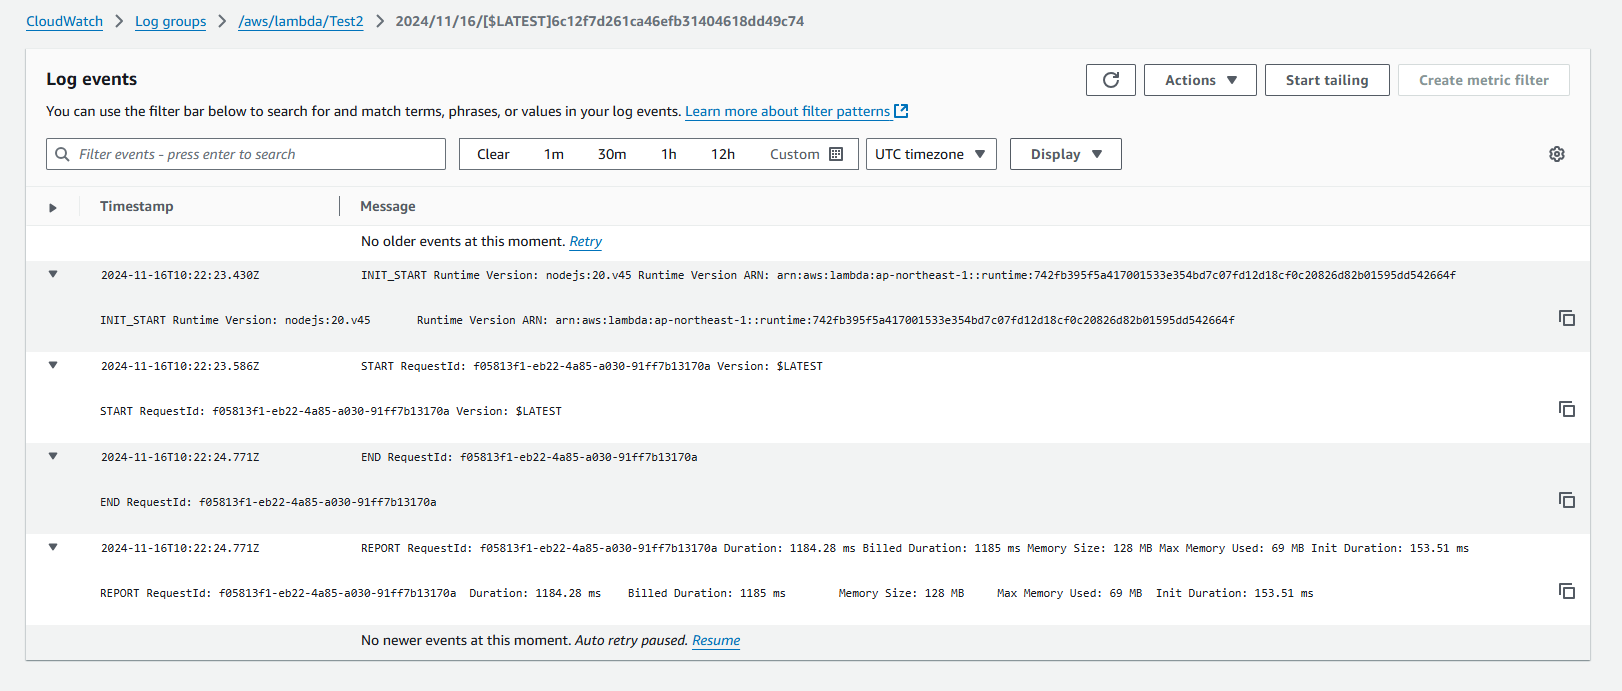 CloudWatch > Log groups > /aws/lambda/Test2 > 2024/11/16/[$LATEST]6c12f7d261ca46efb31404618dd49c74
Log events
Actions Start tailing Create metric filter
You can use the filter bar below to search for and match terms, phrases, or values in your log events. Learn more about filter patterns
Filter events - press enter to search Clear 1m 30m 1h 12h Custom UTC timezone Display
Timestamp Message
No older events at this moment. Retry
2024-11-16T10:22:23.430Z INIT_START Runtime Version: nodejs:20.v45 Runtime Version ARN: arn:aws:lambda:ap-northeast-1::runtime:742fb395f5a417001533e354bd7c07fd12d18cf0c20826d82b01595dd542664f
INIT_START Runtime Version: nodejs:20.v45 Runtime Version ARN: arn:aws:lambda:ap-northeast-1::runtime:742fb395f5a417001533e354bd7c07fd12d18cf0c20826d82b01595dd542664f
2024-11-16T10:22:23.586Z START RequestId: f05813f1-eb22-4a85-a030-91ff7b13170a Version: $LATEST
START RequestId: f05813f1-eb22-4a85-a030-91ff7b13170a Version: $LATEST
2024-11-16T10:22:24.771Z END RequestId: f05813f1-eb22-4a85-a030-91ff7b13170a
END RequestId: f05813f1-eb22-4a85-a030-91ff7b13170a
2024-11-16T10:22:24.771Z REPORT RequestId: f05813f1-eb22-4a85-a030-91ff7b13170a Duration: 1184.28 ms Billed Duration: 1185 ms Memory Size: 128 MB Max Memory Used: 69 MB Init Duration: 153.51 ms
REPORT RequestId: f05813f1-eb22-4a85-a030-91ff7b13170a Duration: 1184.28 ms Billed Duration: 1185 ms Memory Size: 128 MB Max Memory Used: 69 MB Init Duration: 153.51 ms
No newer events at this moment. Auto retry paused. Resume